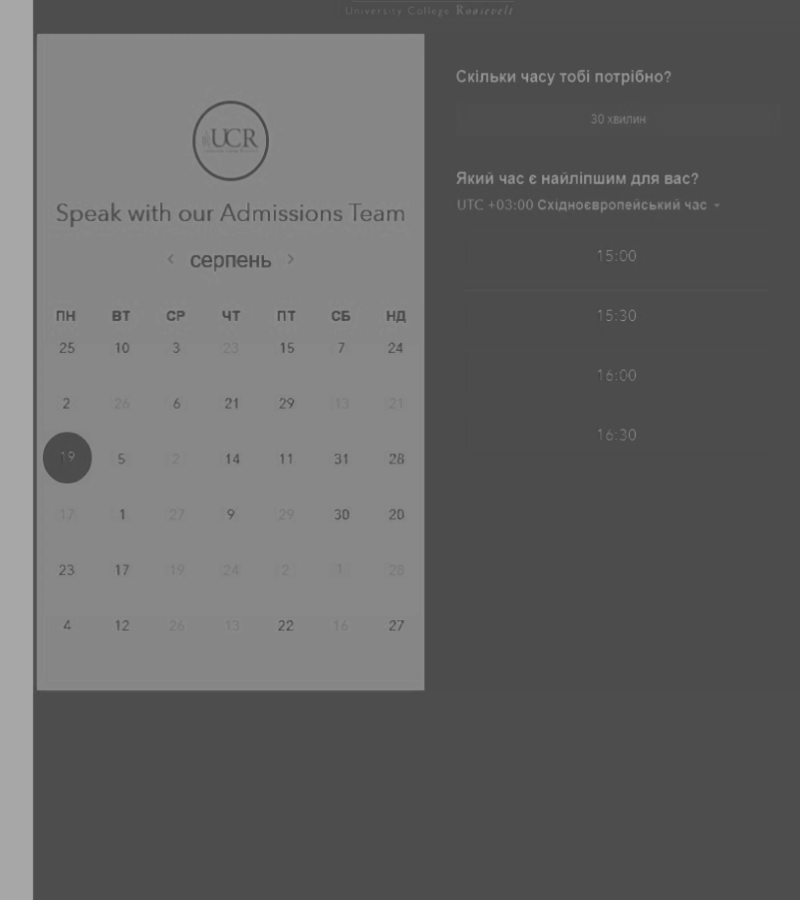 University College Roosevelt
UCR
Speak with our Admissions Team
‹ серпень ›
ПН ВТ СР ЧТ ПТ СБ НД
25 10 3 23 15 7 24
2 26 6 21 29 13 21
19 5 2 14 11 31 28
17 1 27 9 29 30 20
23 17 19 24 2 1 28
4 12 26 13 22 16 27
Скільки часу тобі потрібно?
30 хвилин
Який час є найліпшим для вас?
UTC +03:00 Східноєвропейський час
15:00
15:30
16:00
16:30